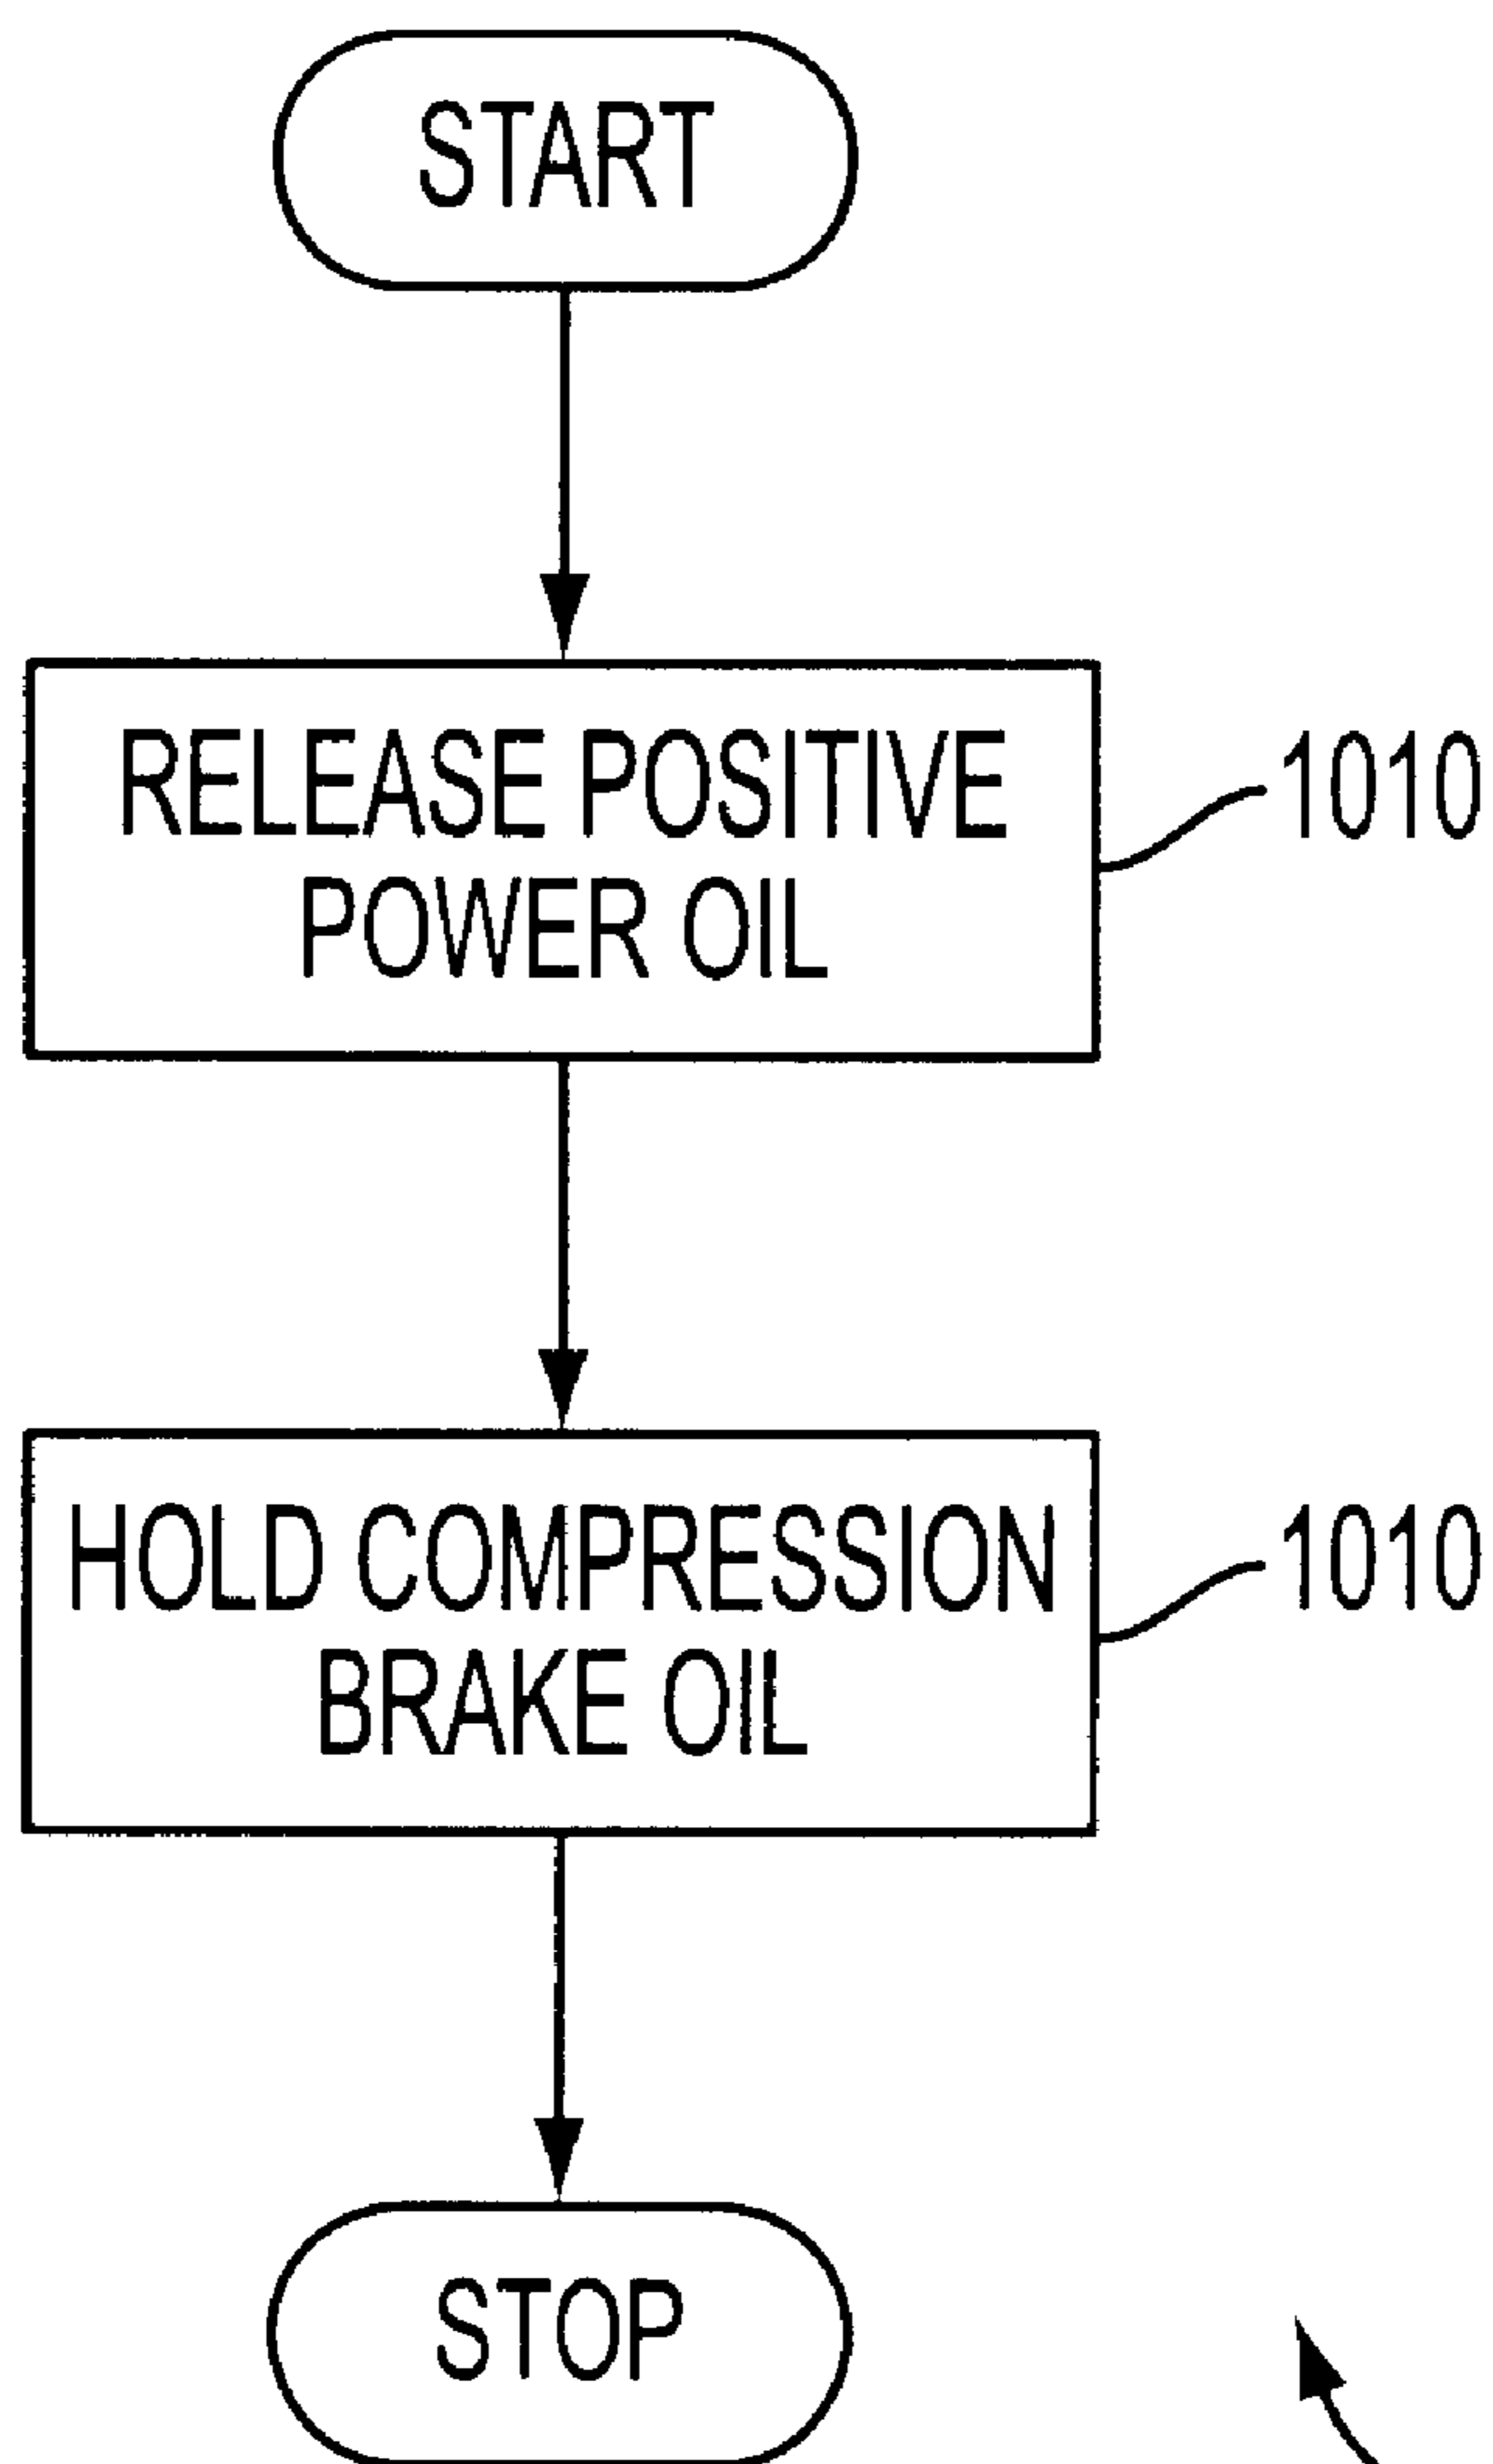 START
RELEASE POSITIVE
POWER OIL
1010
HOLD COMPRESSION
BRAKE OIL
1010
STOP